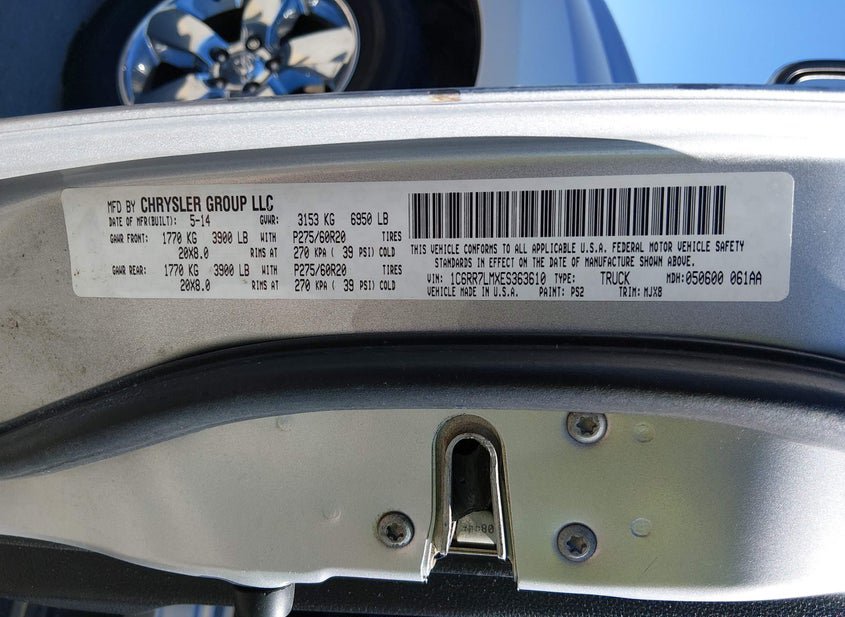 MFD BY CHRYSLER GROUP LLC
DATE OF MFR(BUILT): 5-14 GVWR: 3153 KG 6950 LB
GAWR FRONT: 1770 KG 3900 LB WITH P275/60R20 TIRES
20X8.0 RIMS AT 270 KPA ( 39 PSI) COLD
GAWR REAR: 1770 KG 3900 LB WITH P275/60R20 TIRES
20X8.0 RIMS AT 270 KPA ( 39 PSI) COLD
THIS VEHICLE CONFORMS TO ALL APPLICABLE U.S.A. FEDERAL MOTOR VEHICLE SAFETY
STANDARDS IN EFFECT ON THE DATE OF MANUFACTURE SHOWN ABOVE.
VIN: 1C6RR7LMXES363610 TYPE: TRUCK MDH:050600 061AA
VEHICLE MADE IN U.S.A. PAINT: PS2 TRIM: MJX8